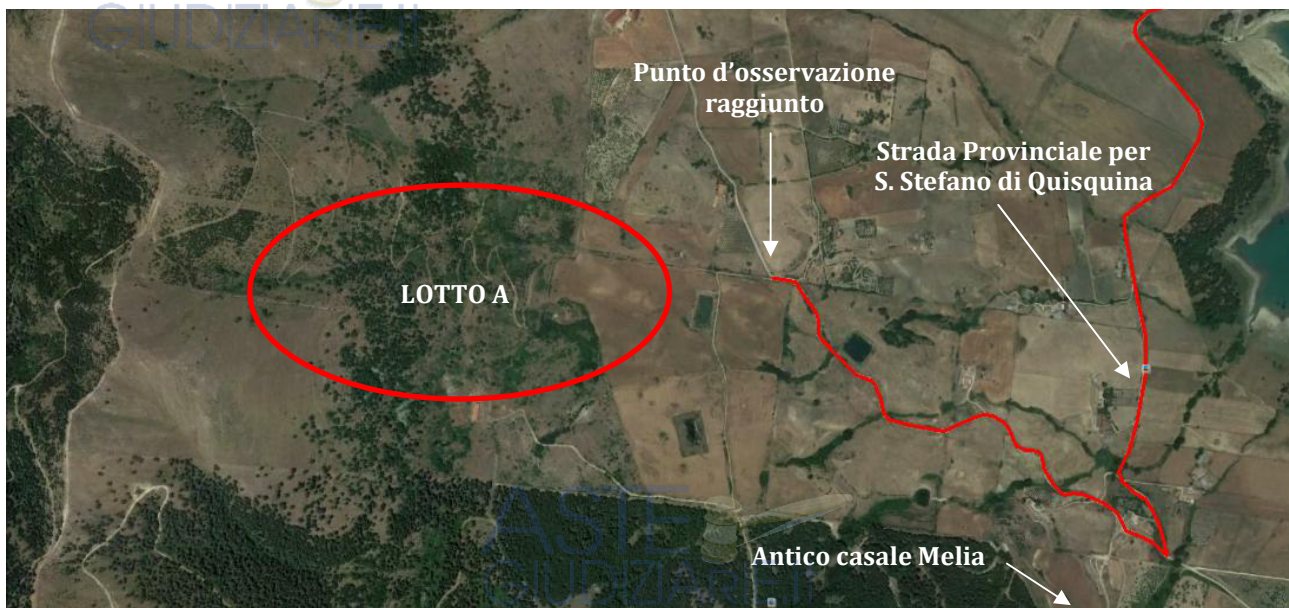 GIUDIZIARIE.it
Punto d'osservazione
raggiunto
Strada Provinciale per
S. Stefano di Quisquina
LOTTO A
ASTE
GIUDIZIARIE.it
Antico casale Melia